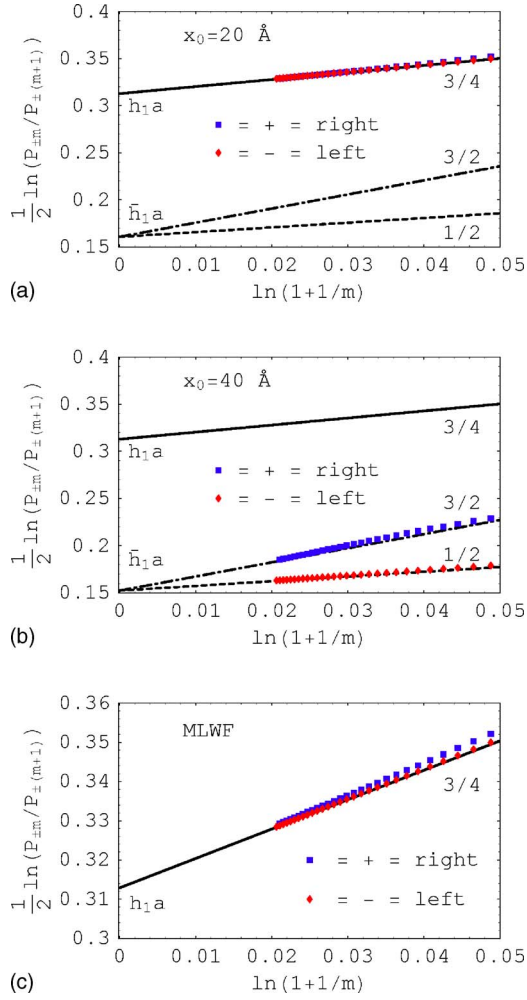 0.4
x₀=20 Å
0.35
3/4
0.3
h₁a
■ = + = right
3/2
0.25
♦ = - = left
0.2
h̄₁a
1/2
0.15
0 0.01 0.02 0.03 0.04 0.05
1/2 ln(P±m/P±(m+1))
ln(1+1/m)
(a)
0.4
x₀=40 Å
0.35
h₁a
3/4
0.3
■ = + = right
0.25
♦ = - = left
3/2
0.2
h̄₁a
1/2
0.15
0 0.01 0.02 0.03 0.04 0.05
1/2 ln(P±m/P±(m+1))
ln(1+1/m)
(b)
0.36
MLWF
0.35
0.34
3/4
0.33
0.32
■ = + = right
0.31
h₁a
♦ = - = left
0.3
0 0.01 0.02 0.03 0.04 0.05
1/2 ln(P±m/P±(m+1))
ln(1+1/m)
(c)